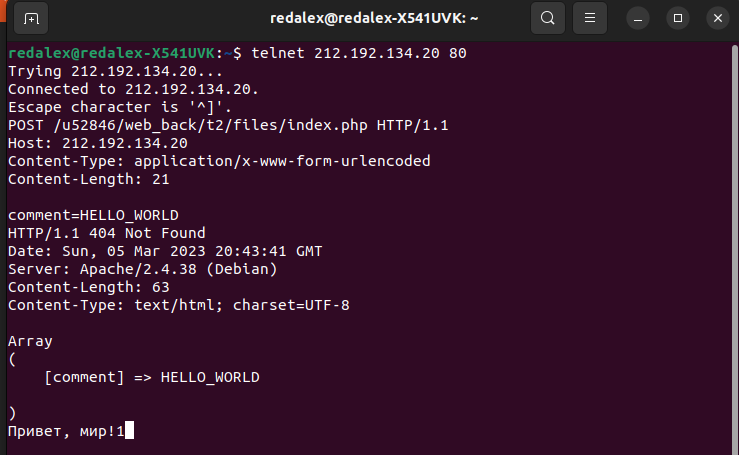 redalex@redalex-X541UVK: ~
redalex@redalex-X541UVK:~$ telnet 212.192.134.20 80
Trying 212.192.134.20...
Connected to 212.192.134.20.
Escape character is '^]'.
POST /u52846/web_back/t2/files/index.php HTTP/1.1
Host: 212.192.134.20
Content-Type: application/x-www-form-urlencoded
Content-Length: 21

comment=HELLO_WORLD
HTTP/1.1 404 Not Found
Date: Sun, 05 Mar 2023 20:43:41 GMT
Server: Apache/2.4.38 (Debian)
Content-Length: 63
Content-Type: text/html; charset=UTF-8

Array
(
    [comment] => HELLO_WORLD

)
Привет, мир!1